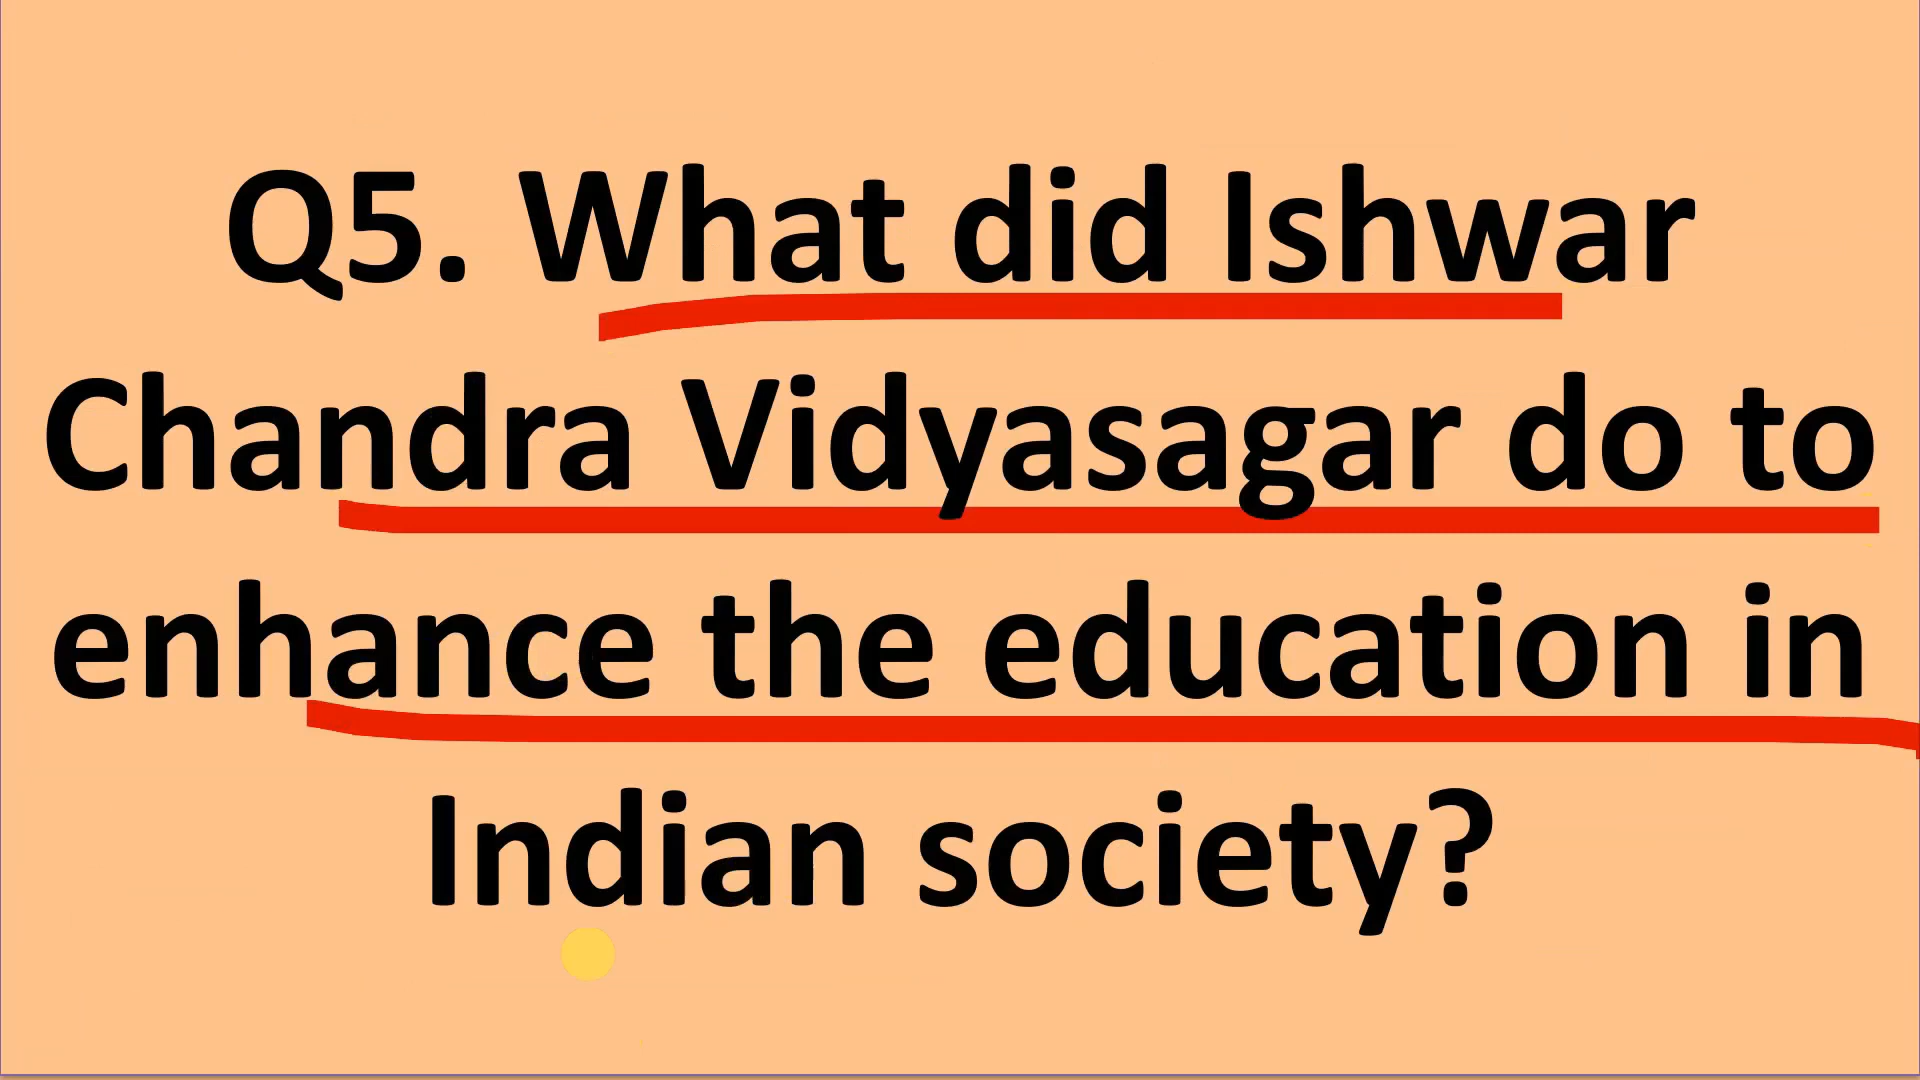 Q5. What did Ishwar
Chandra Vidyasagar do to
enhance the education in
Indian society?